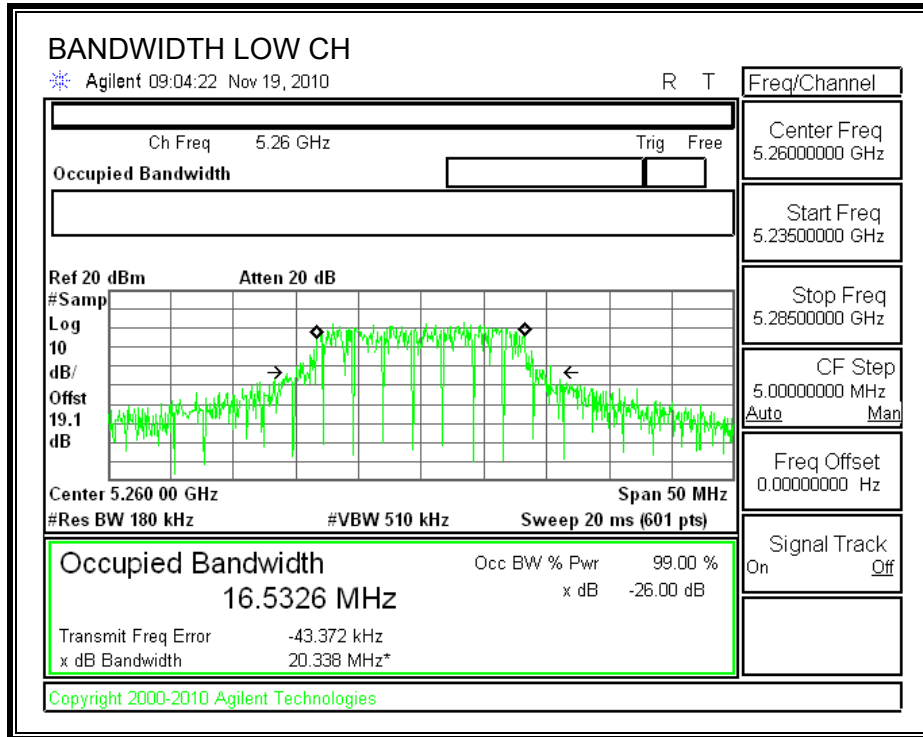 BANDWIDTH LOW CH
Agilent 09:04:22 Nov 19, 2010 R T
Ch Freq 5.26 GHz Trig Free
Occupied Bandwidth
Ref 20 dBm Atten 20 dB
#Samp
Log
10
dB/
Offst
19.1
dB
Center 5.260 00 GHz Span 50 MHz
#Res BW 180 kHz #VBW 510 kHz Sweep 20 ms (601 pts)
Occupied Bandwidth Occ BW % Pwr 99.00 %
16.5326 MHz x dB -26.00 dB
Transmit Freq Error -43.372 kHz
x dB Bandwidth 20.338 MHz*
Copyright 2000-2010 Agilent Technologies
Freq/Channel
Center Freq
5.26000000 GHz
Start Freq
5.23500000 GHz
Stop Freq
5.28500000 GHz
CF Step
5.00000000 MHz
Auto Man
Freq Offset
0.00000000 Hz
Signal Track
On Off